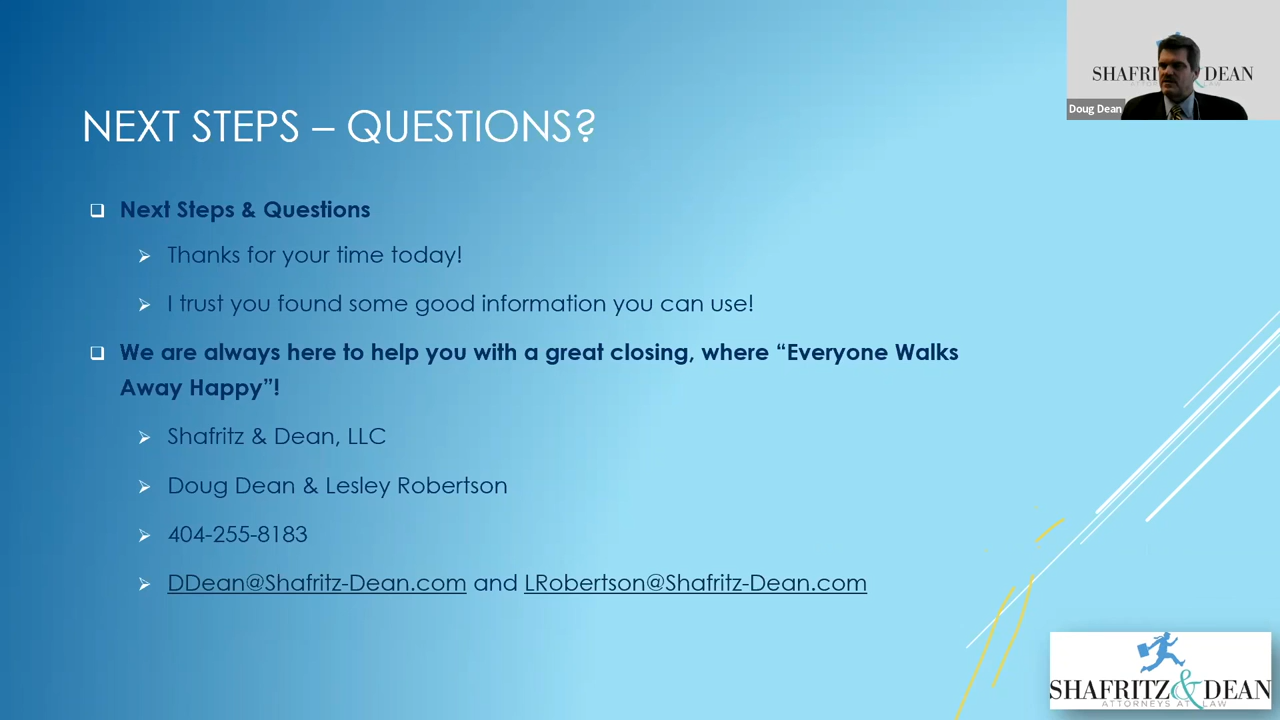 SHAFRI & DEAN
Doug Dean
NEXT STEPS – QUESTIONS?
Next Steps & Questions
Thanks for your time today!
I trust you found some good information you can use!
We are always here to help you with a great closing, where “Everyone Walks
Away Happy”!
Shafritz & Dean, LLC
Doug Dean & Lesley Robertson
404-255-8183
DDean@Shafritz-Dean.com and LRobertson@Shafritz-Dean.com
SHAFRITZ & DEAN
ATTORNEYS AT LAW